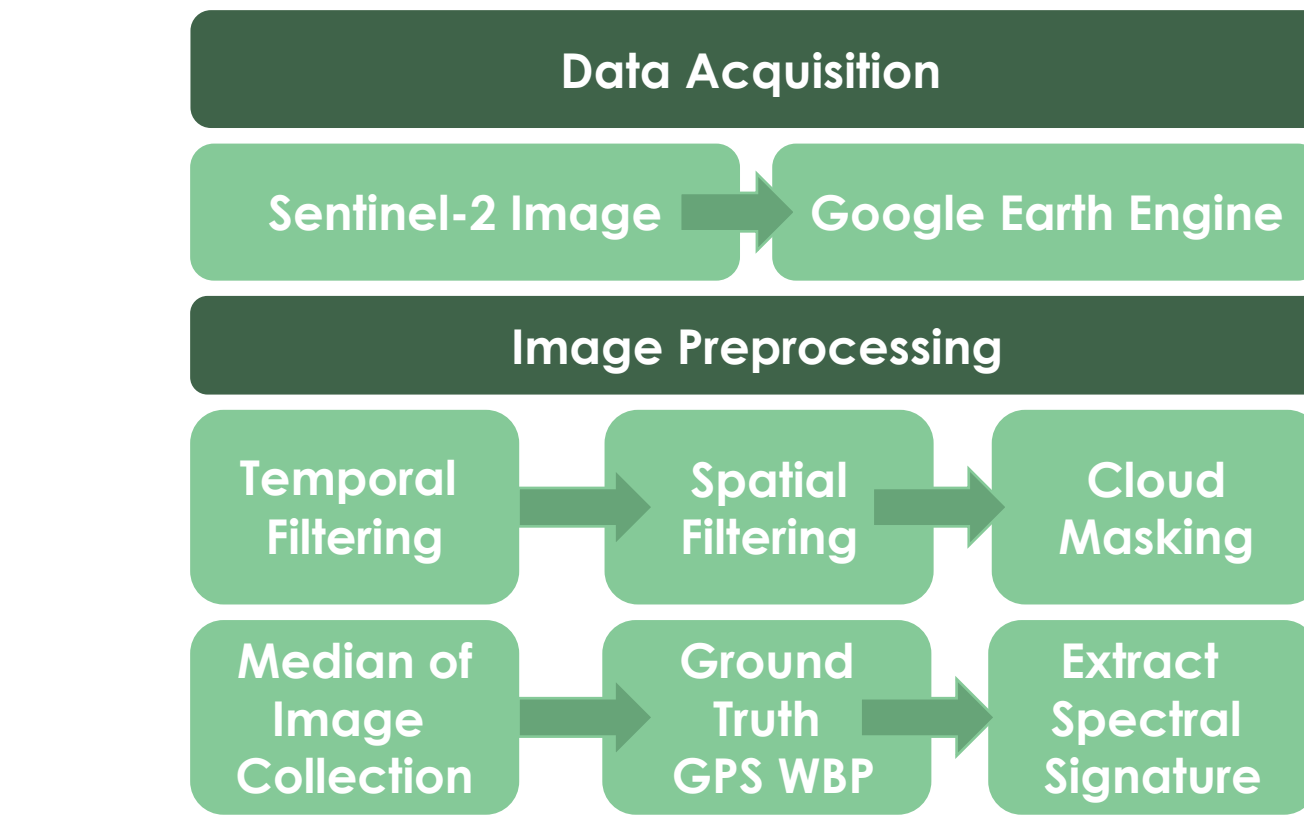 Data Acquisition
Sentinel-2 Image
Google Earth Engine
Image Preprocessing
Temporal
Filtering
Spatial
Filtering
Cloud
Masking
Median of
Image
Collection
Ground
Truth
GPS WBP
Extract
Spectral
Signature